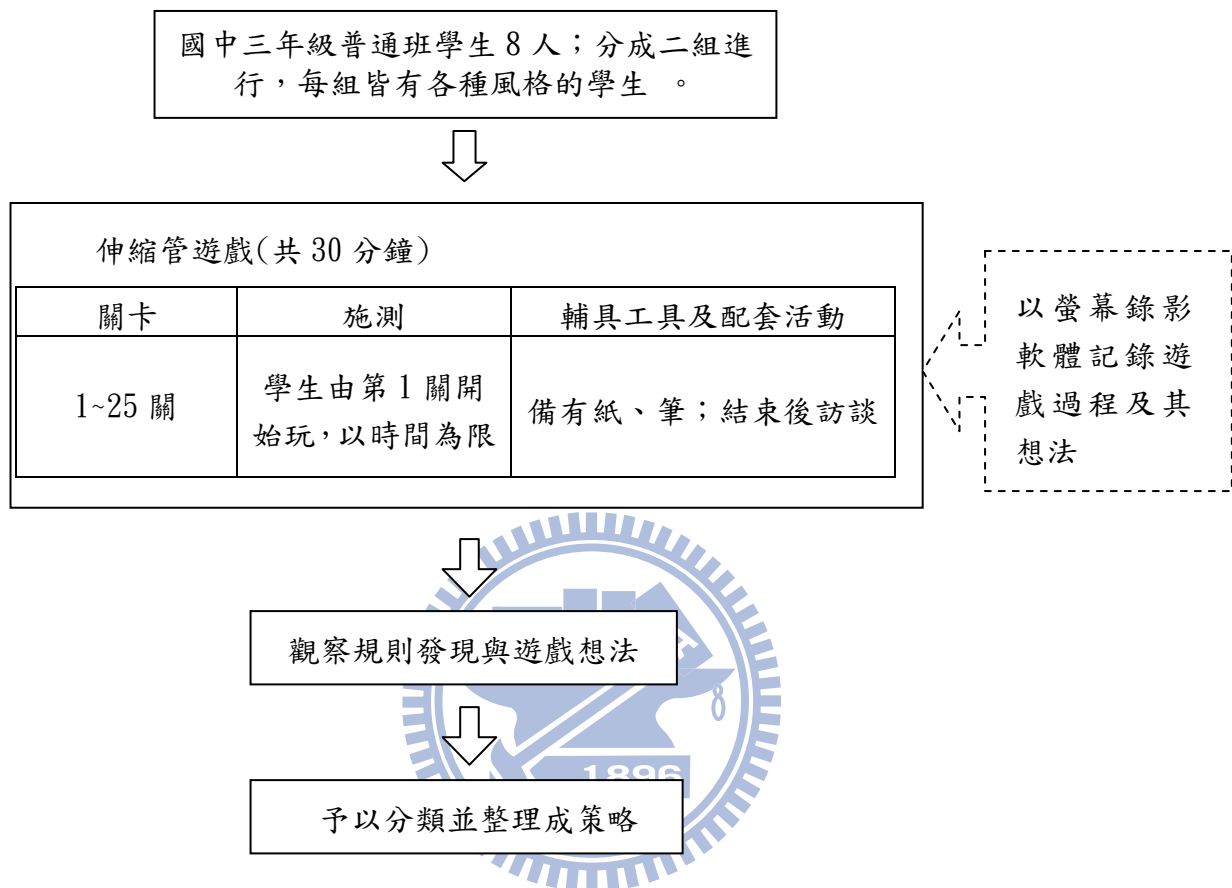 國中三年級普通班學生 8 人；分成二組進
行，每組皆有各種風格的學生 。
伸縮管遊戲(共 30 分鐘)
關卡 施測 輔具工具及配套活動
1~25 關
學生由第 1 關開
始玩，以時間為限
備有紙、筆；結束後訪談
以螢幕錄影
軟體記錄遊
戲過程及其
想法
觀察規則發現與遊戲想法
予以分類並整理成策略
1896